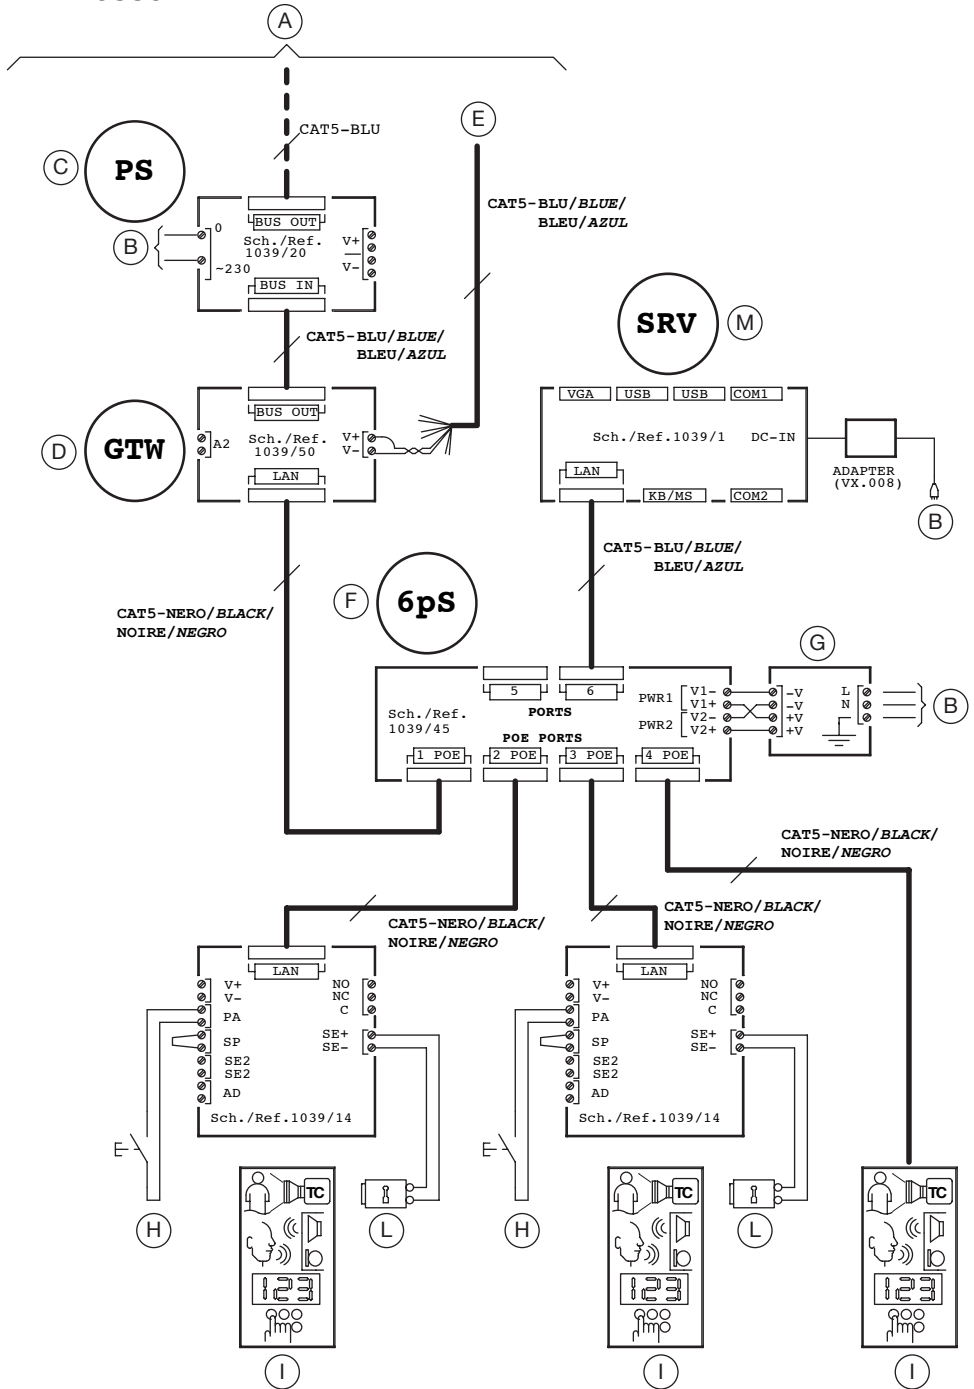 A
CAT5-BLU
E
C
PS
CAT5-BLU/BLUE/
BLEU/AZUL
BUS OUT
0
Sch./Ref.
1039/20
V+
V-
B
~230
BUS IN
SRV
M
CAT5-BLU/BLUE/
BLEU/AZUL
VGA
USB
USB
COM1
BUS OUT
D
GTW
A2
Sch./Ref.
1039/50
V+
V-
Sch./Ref.1039/1
DC-IN
LAN
LAN
ADAPTER
(VX.008)
KB/MS
COM2
B
CAT5-BLU/BLUE/
BLEU/AZUL
F
6pS
CAT5-NERO/BLACK/
NOIRE/NEGRO
G
5
6
PWR1
V1-
V1+
PWR2
V2-
V2+
-V
-V
+V
+V
L
N
B
PORTS
Sch./Ref.
1039/45
POE PORTS
1 POE
2 POE
3 POE
4 POE
CAT5-NERO/BLACK/
NOIRE/NEGRO
CAT5-NERO/BLACK/
NOIRE/NEGRO
CAT5-NERO/BLACK/
NOIRE/NEGRO
LAN
V+
V-
PA
SP
SE2
SE2
AD
NO
NC
C
SE+
SE-
Sch./Ref.1039/14
LAN
V+
V-
PA
SP
SE2
SE2
AD
NO
NC
C
SE+
SE-
Sch./Ref.1039/14
TC
TC
TC
H
L
H
L
123
123
123
I
I
I